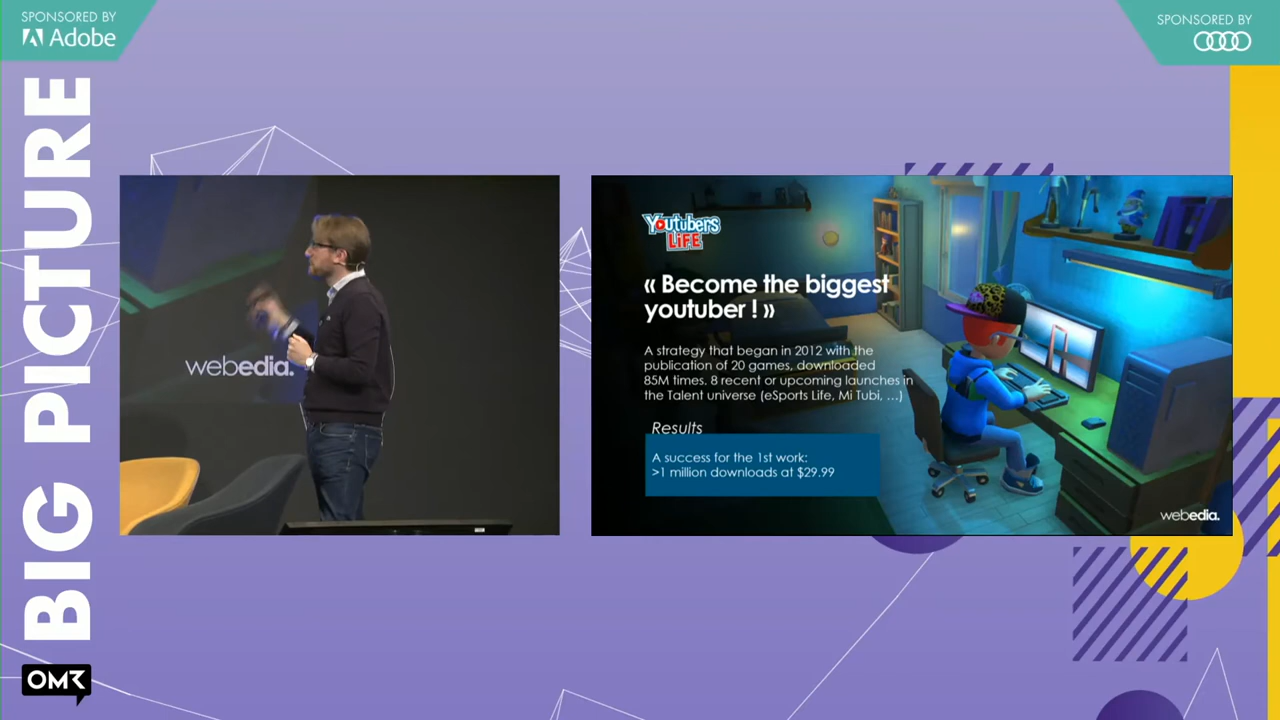 SPONSORED BY
Adobe
SPONSORED BY
BIG PICTURE
OMR
webedia.
Youtubers
LIFE
« Become the biggest
youtuber ! »
A strategy that began in 2012 with the
publication of 20 games, downloaded
85M times. 8 recent or upcoming launches in
the Talent universe (eSports Life, Mi Tubi, ...)
Results
A success for the 1st work:
>1 million downloads at $29.99
webedia.